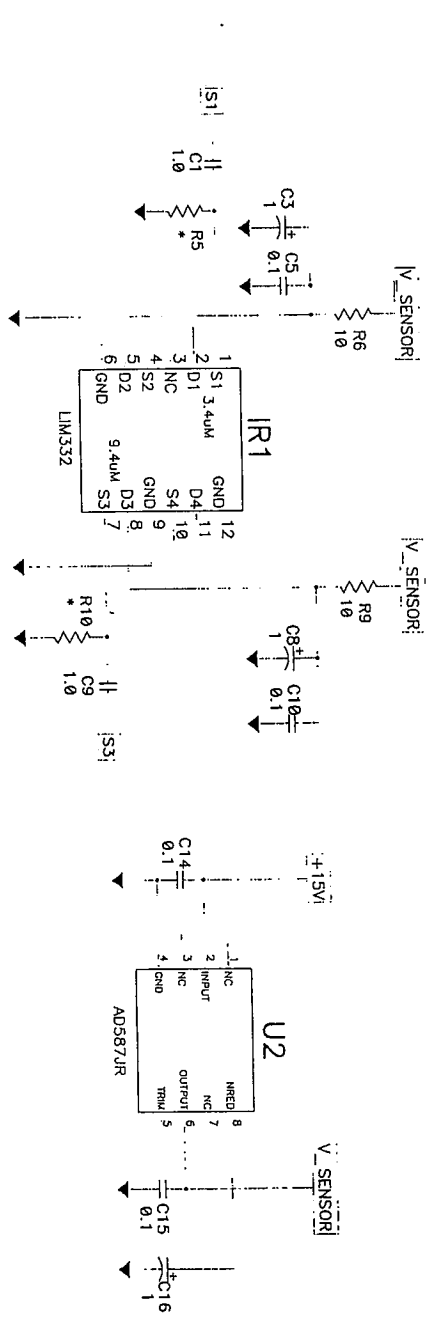 S1
C1
1.0
R5
*
C3
1
+
C5
0.1
V_SENSOR
R6
10
IR1
1 S1
2 D1
3 NC
4 S2
5 D2
6 GND
3.4uM
9.4uM
GND 12
D4 11
S4 10
GND 9
D3 8
S3 7
LIM332
V_SENSOR
R9
10
C8
1
+
C10
0.1
R10
*
C9
1.0
S3
+15V
C14
0.1
U2
1 NC
2 INPUT
3 NC
4 GND
NRED 8
NC 7
OUTPUT 6
TRIM 5
AD587JR
V_SENSOR
C15
0.1
C16
1
+